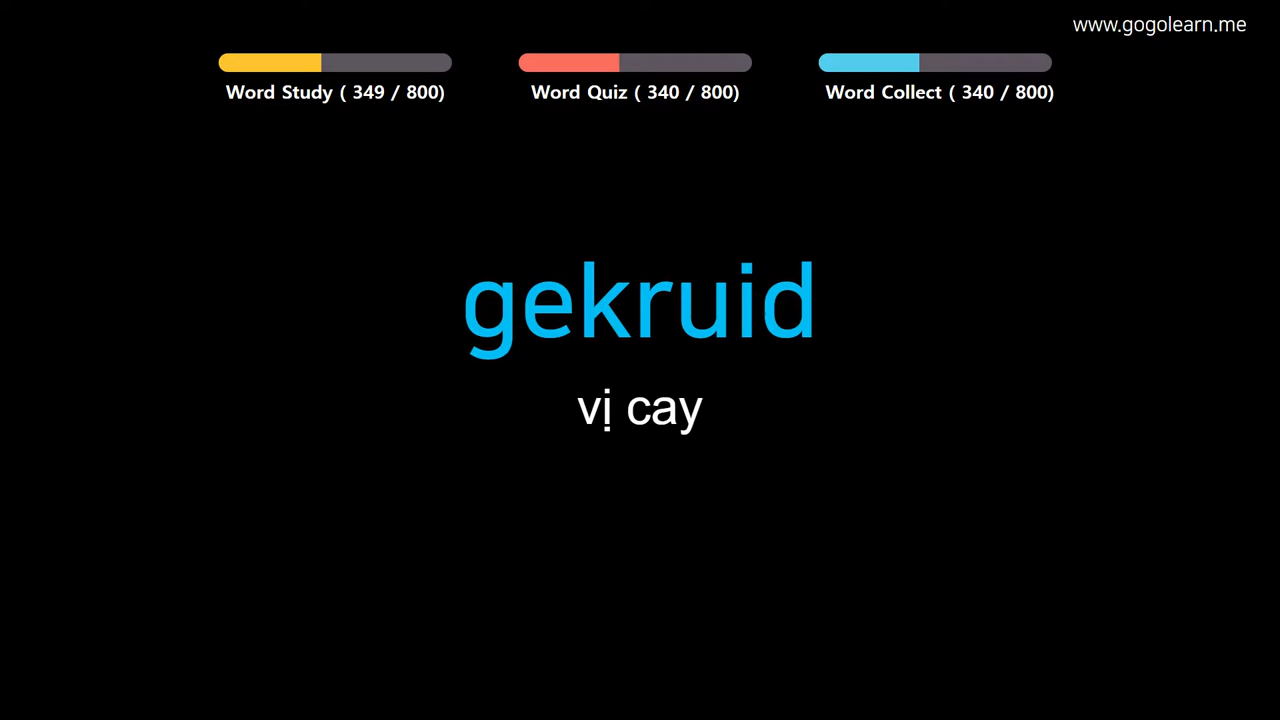 www.gogolearn.me
Word Study ( 349 / 800)
Word Quiz ( 340 / 800)
Word Collect ( 340 / 800)
gekruid
vị cay